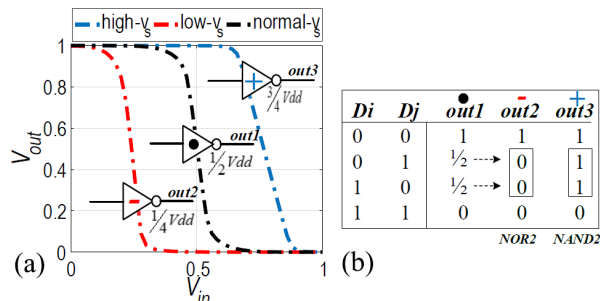 high-vs low-vs normal-vs
(a)
Vout
1
0.8
0.6
0.4
0.2
0
0
0.5
1
Vin
out3
+
3/4 Vdd
out1
1/2 Vdd
out2
-
1/4 Vdd
(b)
- +
Di Dj out1 out2 out3
0 0 1 1 1
0 1 1/2 0 1
1 0 1/2 0 1
1 1 0 0 0
NOR2 NAND2